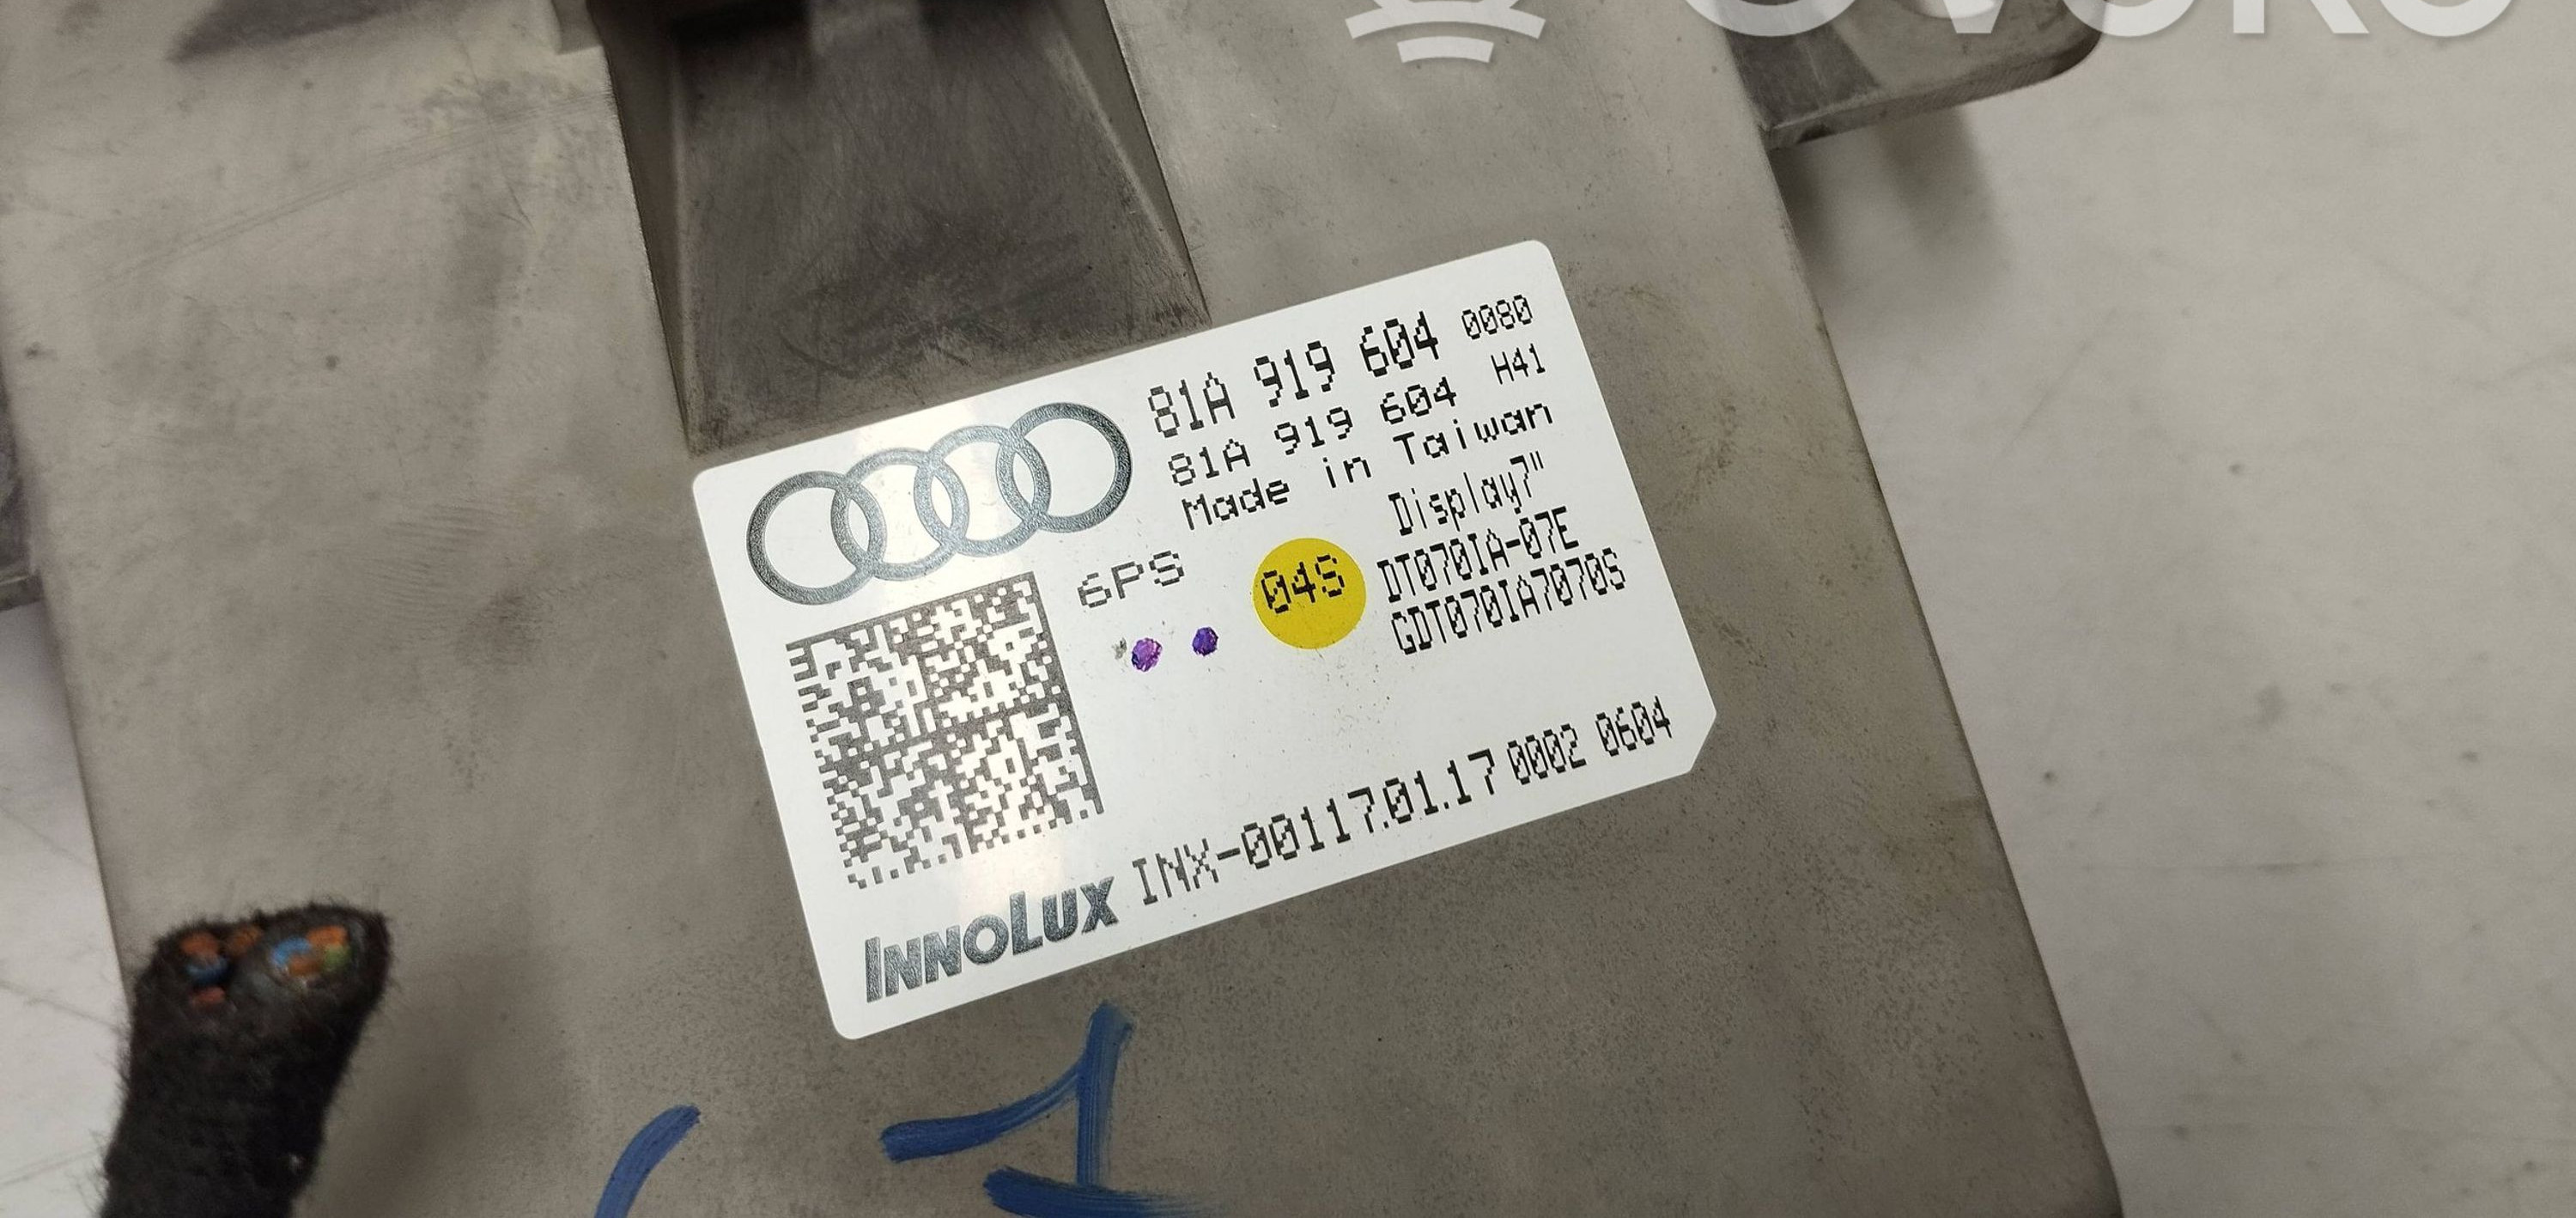 OVOKO
81A 919 604 0080
81A 919 604 H41
Made in Taiwan
Display7"
6PS
04S
DT070IA-07E
GDT070IA7070S
INX-00117.01.17 0002 0604
INNOLUX